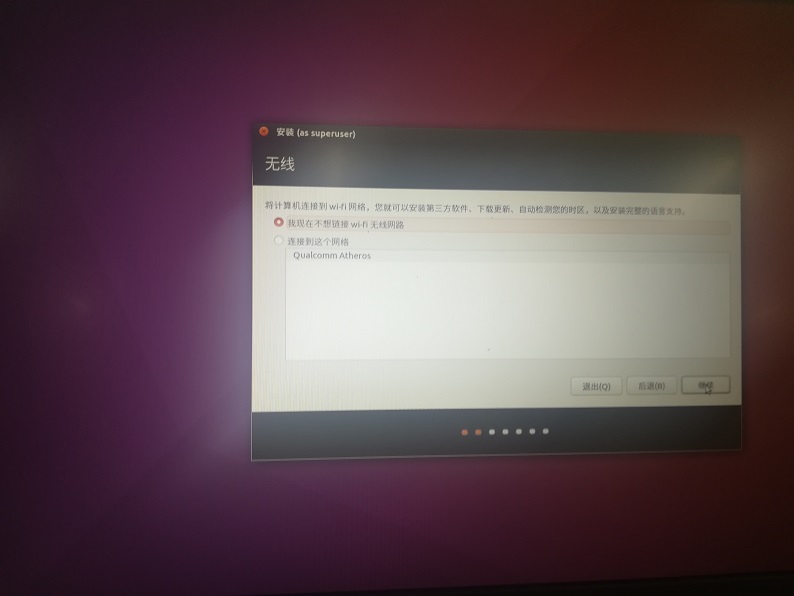 安装 (as superuser)
无线
将计算机连接到 wi-fi 网络，您就可以安装第三方软件、下载更新、自动检测您的时区，以及安装完整的语言支持。
我现在不想链接 wi-fi 无线网路
连接到这个网络
Qualcomm Atheros
退出(Q)
后退(B)
继续